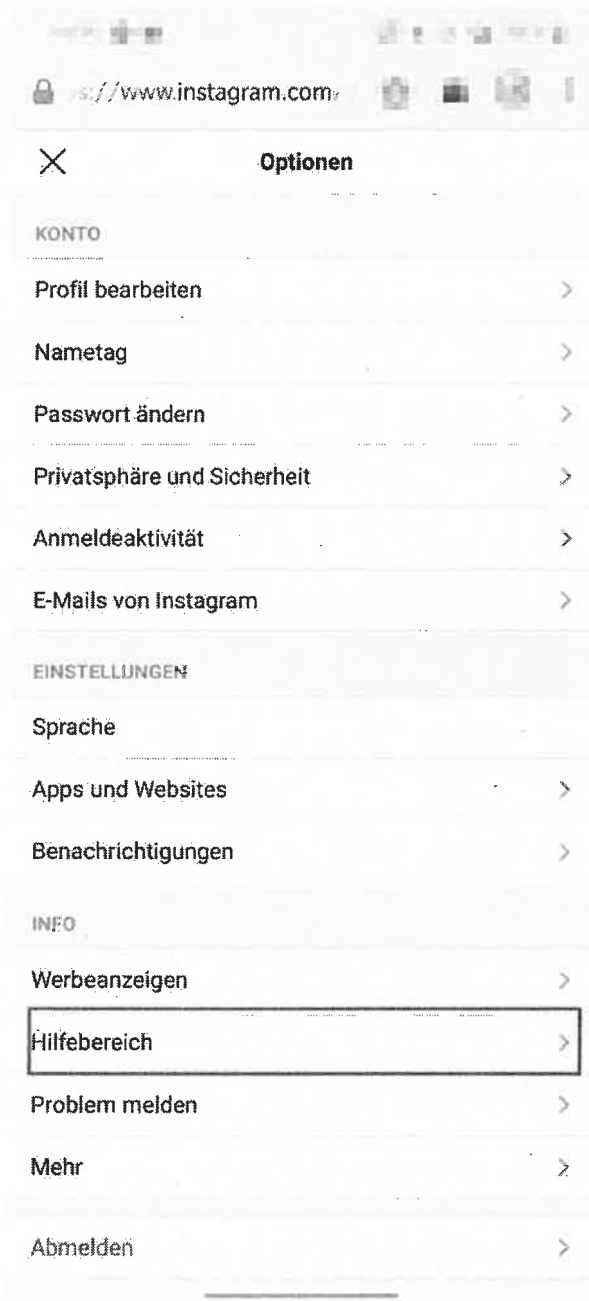 s://www.instagram.com
Optionen
KONTO
Profil bearbeiten
Nametag
Passwort ändern
Privatsphäre und Sicherheit
Anmeldeaktivität
E-Mails von Instagram
EINSTELLUNGEN
Sprache
Apps und Websites
Benachrichtigungen
INFO
Werbeanzeigen
Hilfebereich
Problem melden
Mehr
Abmelden